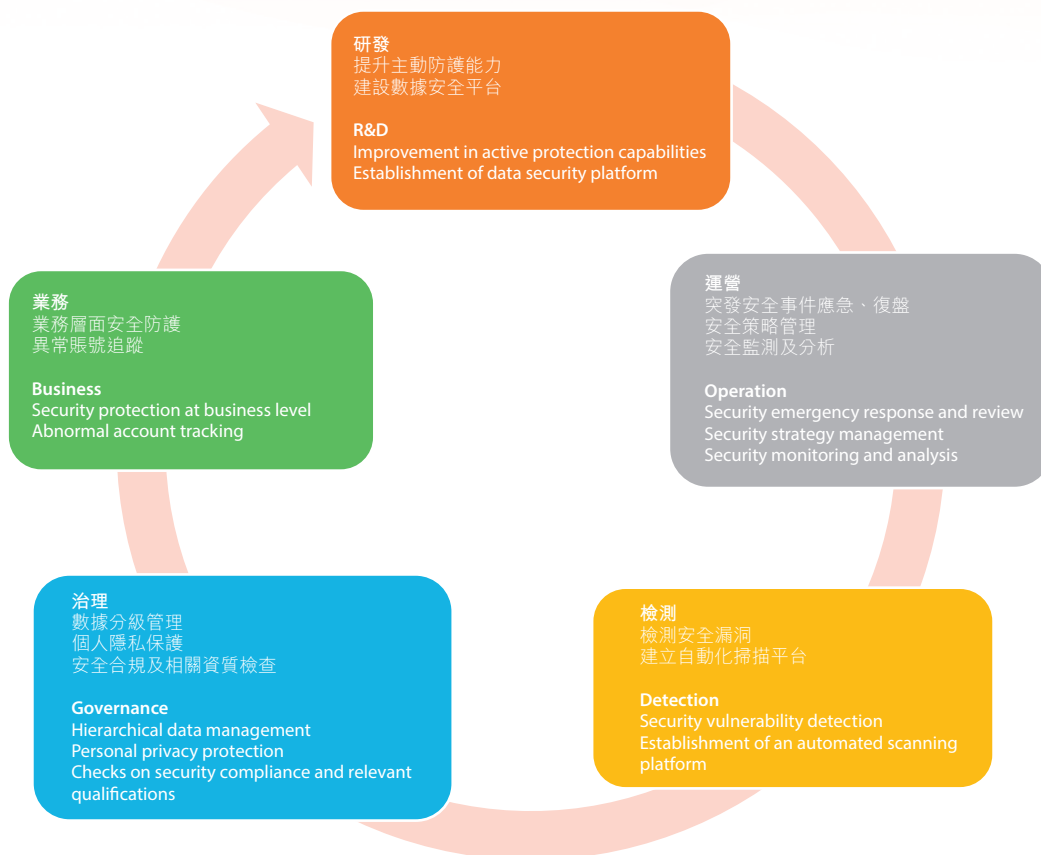 研發
提升主動防護能力
建設數據安全平台
R&D
Improvement in active protection capabilities
Establishment of data security platform
運營
突發安全事件應急、復盤
安全策略管理
安全監測及分析
Operation
Security emergency response and review
Security strategy management
Security monitoring and analysis
檢測
檢測安全漏洞
建立自動化掃描平台
Detection
Security vulnerability detection
Establishment of an automated scanning
platform
治理
數據分級管理
個人隱私保護
安全合規及相關資質檢查
Governance
Hierarchical data management
Personal privacy protection
Checks on security compliance and relevant
qualifications
業務
業務層面安全防護
異常賬號追蹤
Business
Security protection at business level
Abnormal account tracking